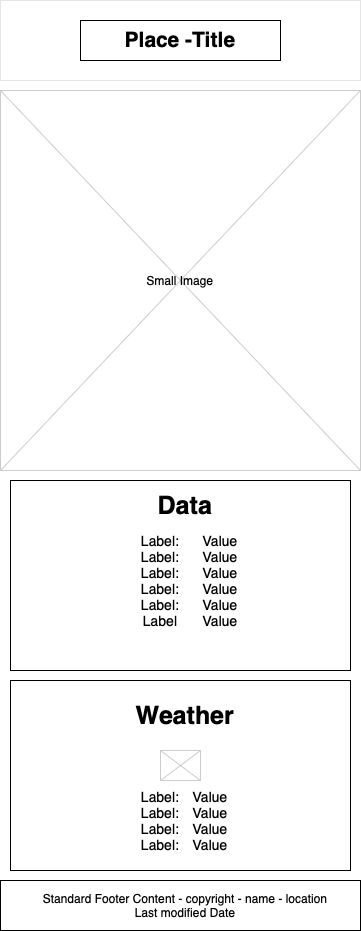 Place -Title
Small Image
Data
Label: Value
Label: Value
Label: Value
Label: Value
Label: Value
Label Value
Weather
Label: Value
Label: Value
Label: Value
Label: Value
Standard Footer Content - copyright - name - location
Last modified Date